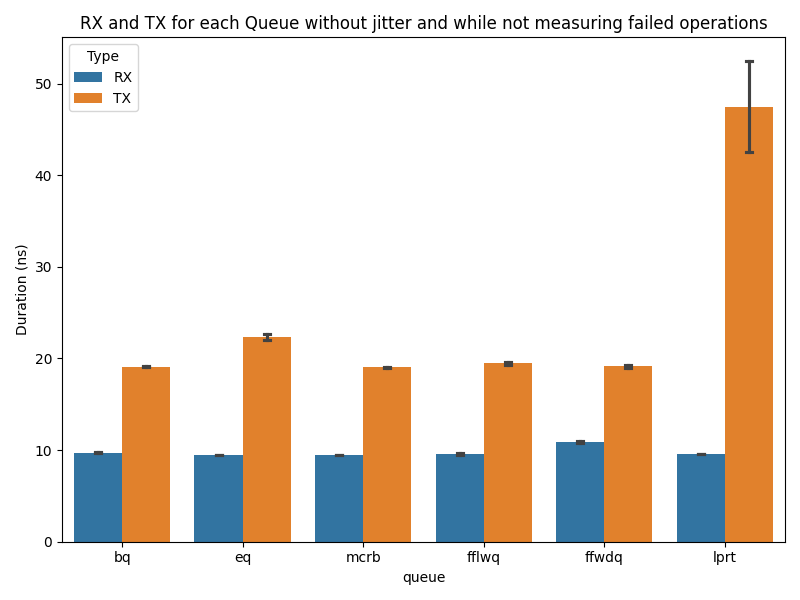 RX and TX for each Queue without jitter and while not measuring failed operations
Type
RX
TX
Duration (ns)
50
40
30
20
10
0
bq eq mcrb fflwq ffwdq lprt
queue